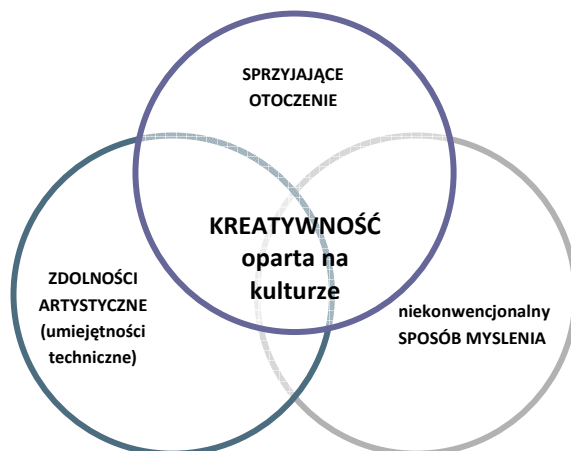 SPRZYJAJĄCE
OTOCZENIE
KREATYWNOŚĆ
oparta na
kulturze
ZDOLNOŚCI
ARTYSTYCZNE
(umiejętności
techniczne)
niekonwencjonalny
SPOSÓB MYSLENIA